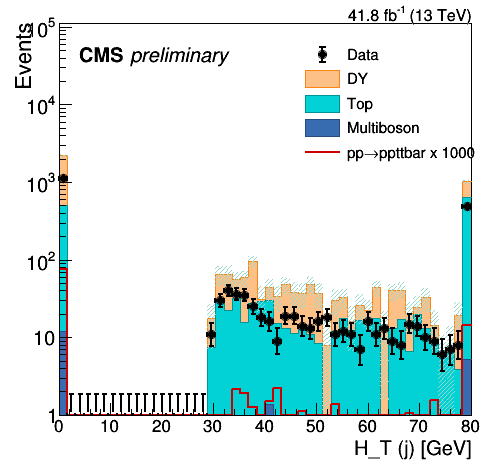 41.8 fb⁻¹ (13 TeV)
Events
CMS preliminary
Data
DY
Top
Multiboson
pp→ppttbar x 1000
10⁵
10⁴
10³
10²
10
1
0 10 20 30 40 50 60 70 80
H_T (j) [GeV]